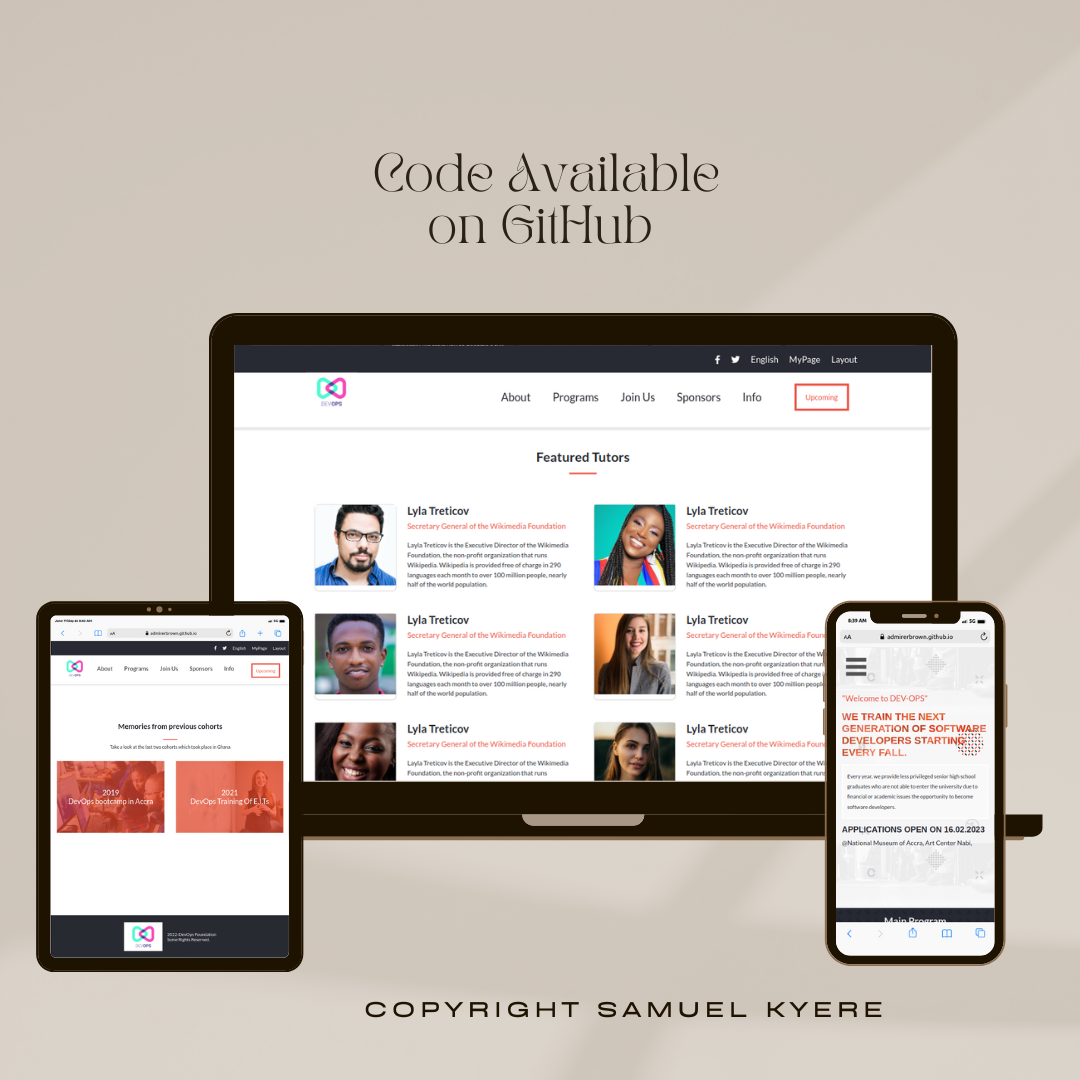 Code Available
on GitHub
English MyPage Layout
DEVOPS
About Programs Join Us Sponsors Info Upcoming
Featured Tutors
Lyla Treticov
Secretary General of the Wikimedia Foundation
Layla Tretikov is the Executive Director of the Wikimedia
Foundation, the non-profit organization that runs
Wikipedia. Wikipedia is provided free of charge in 290
languages each month to over 100 million people, nearly
half of the world population.
Lyla Treticov
Secretary General of the Wikimedia Foundation
Layla Tretikov is the Executive Director of the Wikimedia
Foundation, the non-profit organization that runs
Wikipedia. Wikipedia is provided free of charge in 290
languages each month to over 100 million people, nearly
half of the world population.
Lyla Treticov
Secretary General of the Wikimedia Foundation
Layla Tretikov is the Executive Director of the Wikimedia
Foundation, the non-profit organization that runs
Wikipedia. Wikipedia is provided free of charge in 290
languages each month to over 100 million people, nearly
half of the world population.
Lyla Treticov
Secretary General of the Wikimedia Foun
Layla Tretikov is the Executive Director of the
Foundation, the non-profit organization that
Wikipedia. Wikipedia is provided free of char
languages each month to over 100 million pe
half of the world population.
Lyla Treticov
Secretary General of the Wikimedia Foundation
Layla Tretikov is the Executive Director of the Wikimedia
Foundation, the non-profit organization that runs
Lyla Treticov
Secretary General of the Wikimedia Foun
Layla Tretikov is the Executive Director of the
Foundation, the non-profit organization that
AA admirerbrown.github.io
English MyPage Layout
DEVOPS
About Programs Join Us Sponsors Info Upcoming
Memories from previous cohorts
Take a look at the last two cohorts which took place in Ghana
2019
DevOps bootcamp in Accra
2021
DevOps Training Of E.I.Ts
DEVOPS
2022-DevOps Foundation
Some Rights Reserved.
8:39 AM 5G
AA admirerbrown.github.io
"Welcome to DEV-OPS"
WE TRAIN THE NEXT
GENERATION OF SOFTWARE
DEVELOPERS STARTING
EVERY FALL.
Every year, we provide less privileged senior high school
graduates who are not able to enter the university due to
financial or academic issues the opportunity to become
software developers.
APPLICATIONS OPEN ON 16.02.2023
@National Museum of Accra, Art Center Nabi,
Main Program
COPYRIGHT SAMUEL KYERE